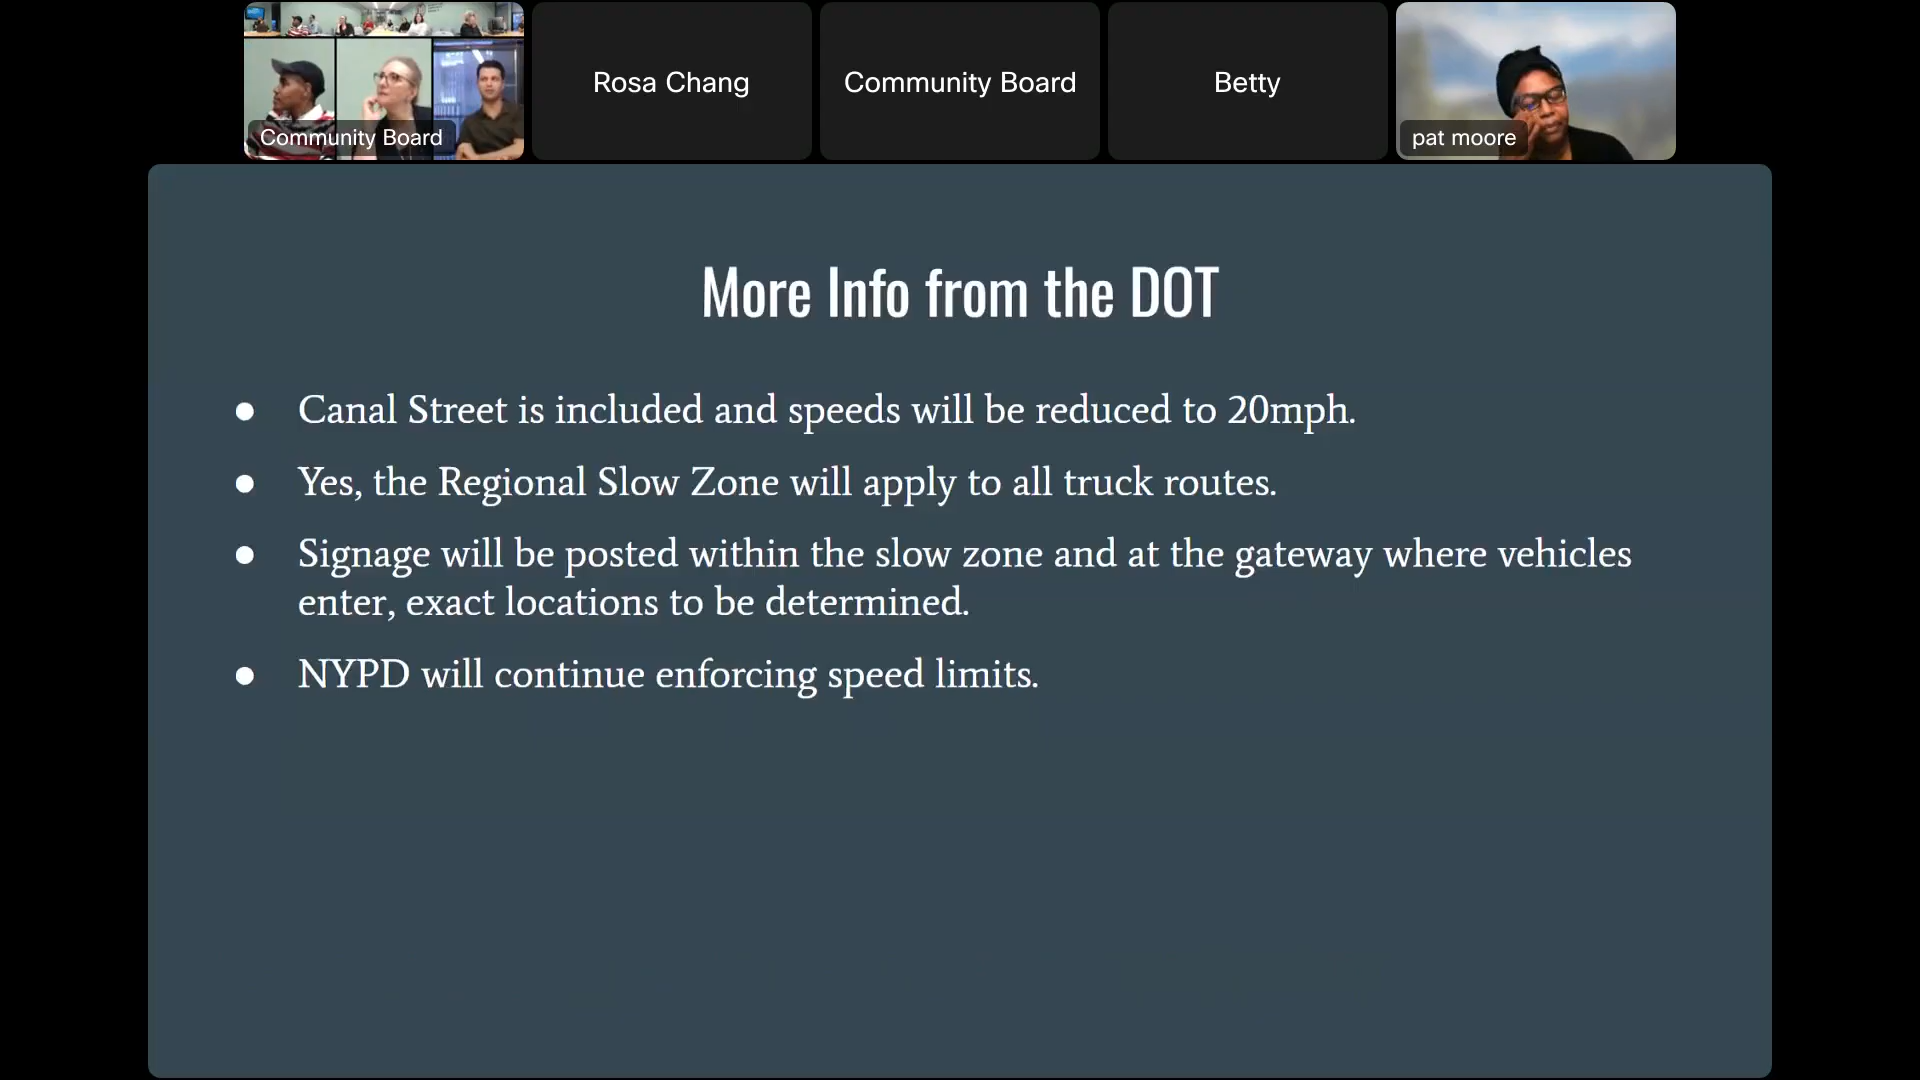 Community Board
Rosa Chang
Community Board
Betty
pat moore
More Info from the DOT
● Canal Street is included and speeds will be reduced to 20mph.
● Yes, the Regional Slow Zone will apply to all truck routes.
● Signage will be posted within the slow zone and at the gateway where vehicles
enter, exact locations to be determined.
● NYPD will continue enforcing speed limits.